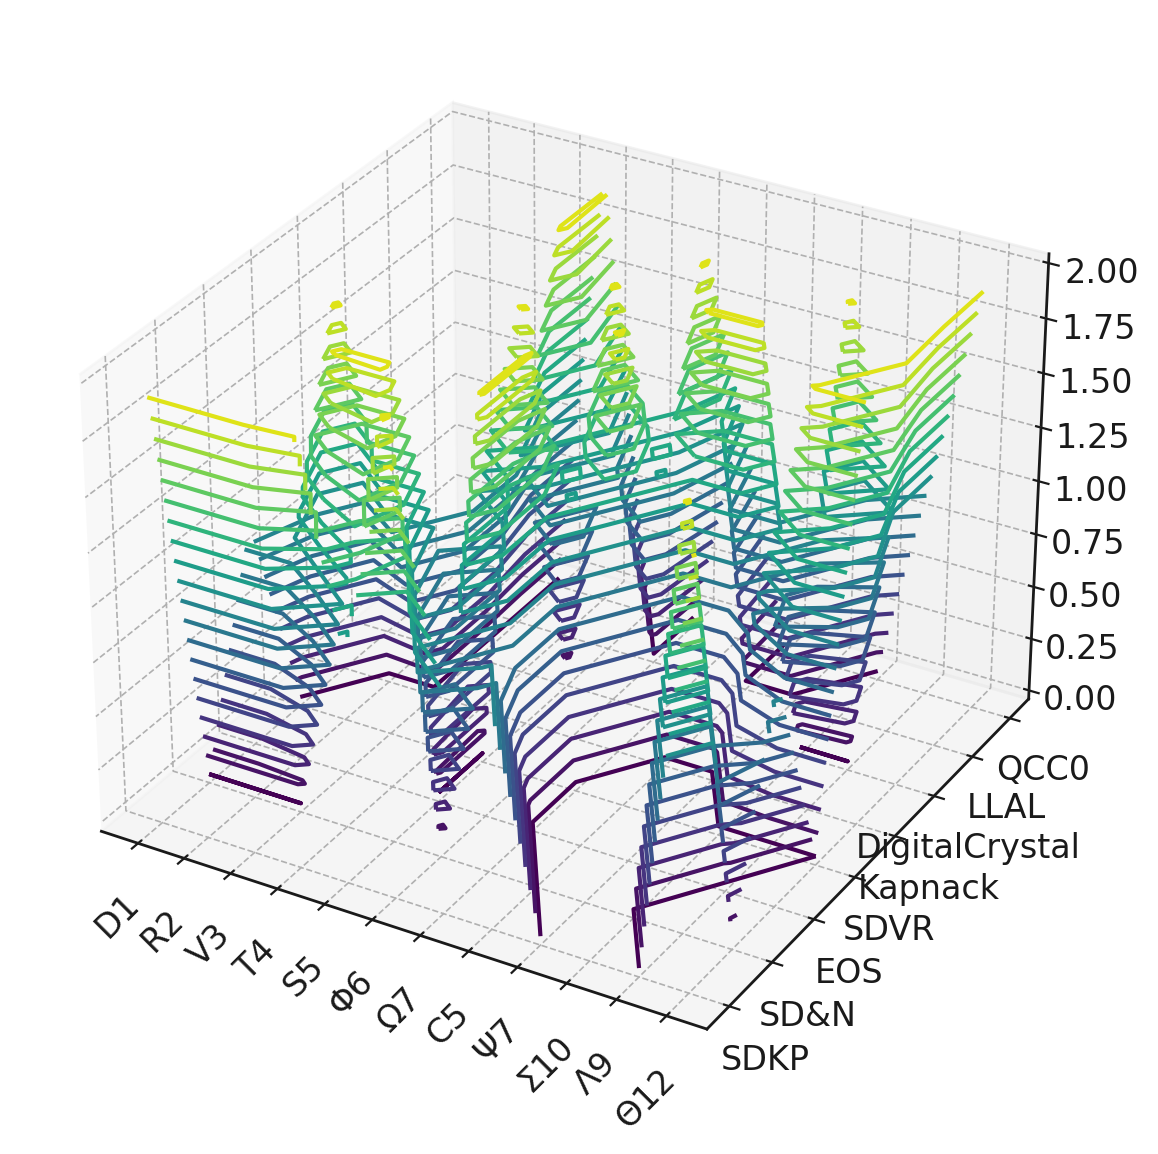 2.00
1.75
1.50
1.25
1.00
0.75
0.50
0.25
0.00
QCC0
LLAL
DigitalCrystal
Kapnack
SDVR
EOS
SD&N
SDKP
D1
R2
V3
T4
S5
Φ6
Ω7
C5
Ψ7
Σ10
Λ9
Θ12